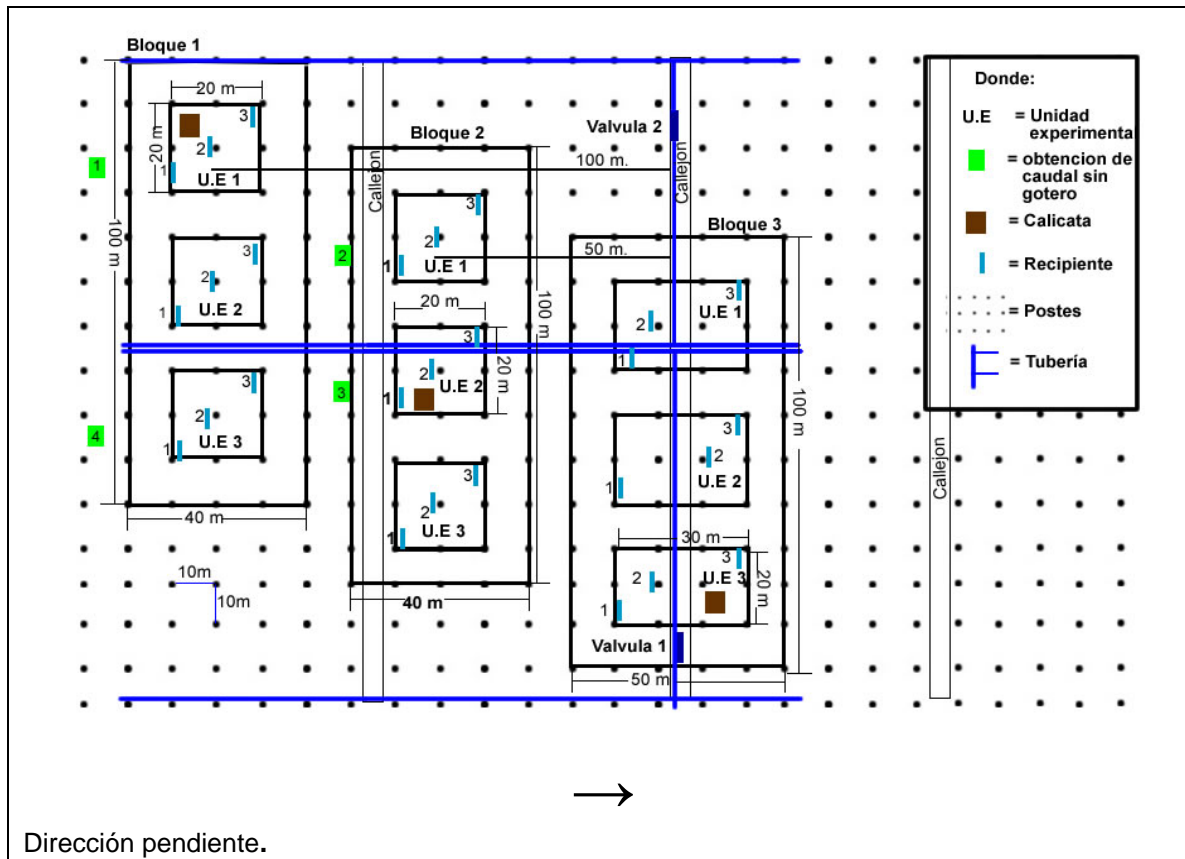 Bloque 1
20 m
20 m
3
2
1
U.E 1
1
100 m
3
2
1
U.E 2
3
2
1
U.E 3
4
40 m
10m
10m
Bloque 2
Callejon
100 m.
3
2
1
U.E 1
2
50 m.
20 m
3
2
1
U.E 2
20 m
3
100 m
3
2
1
U.E 3
40 m
Valvula 2
Callejon
Bloque 3
U.E 1
3
2
1
3
2
U.E 2
1
100 m
30 m
3
2
U.E 3
1
20 m
Valvula 1
50 m
Donde:
U.E = Unidad
experimenta
= obtencion de
caudal sin
gotero
= Calicata
= Recipiente
= Postes
= Tubería
Callejon
→
Dirección pendiente.